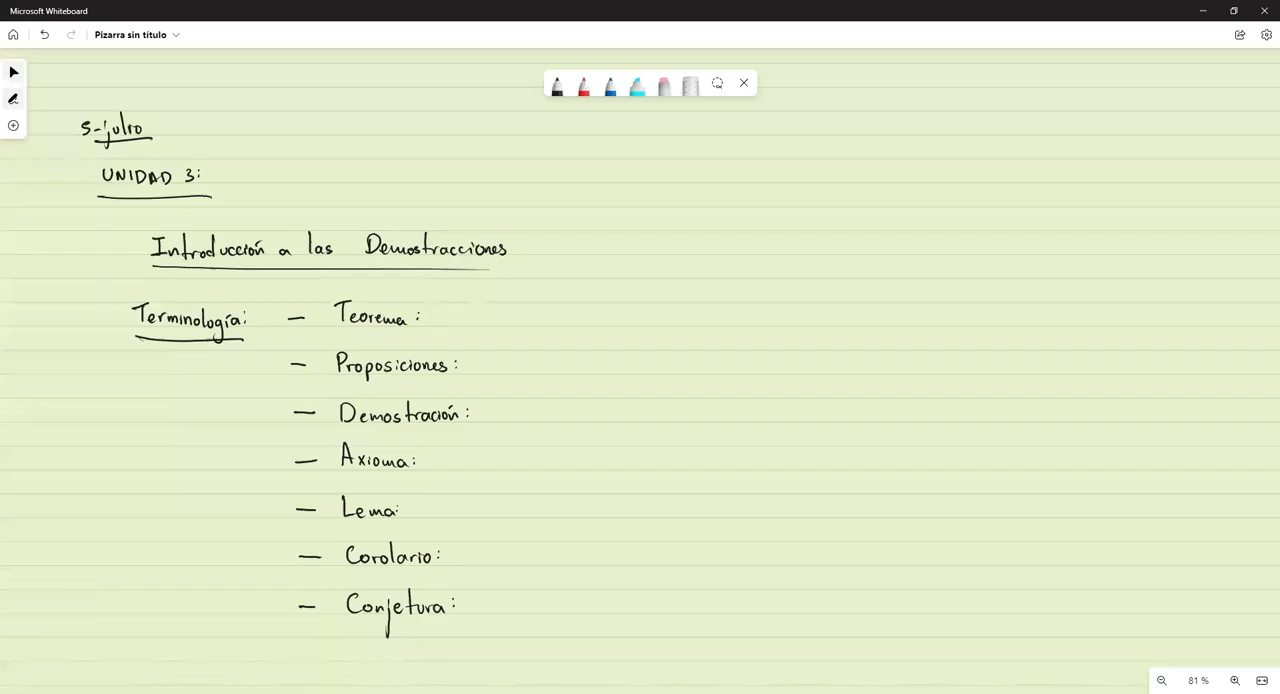 Microsoft Whiteboard
Pizarra sin título
5-julio
UNIDAD 3:
Introducción a las Demostracciones
Terminología: – Teorema:
– Proposiciones:
– Demostración:
– Axioma:
– Lema:
– Corolario:
– Conjetura:
81 %